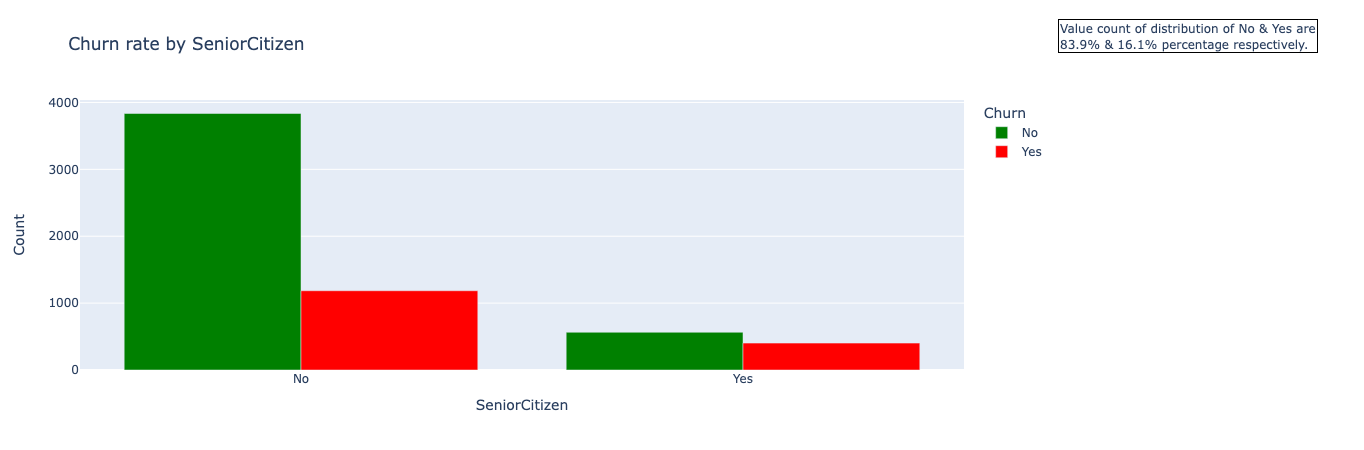 Churn rate by SeniorCitizen
Value count of distribution of No & Yes are
83.9% & 16.1% percentage respectively.
Churn
No
Yes
Count
4000
3000
2000
1000
0
No
Yes
SeniorCitizen